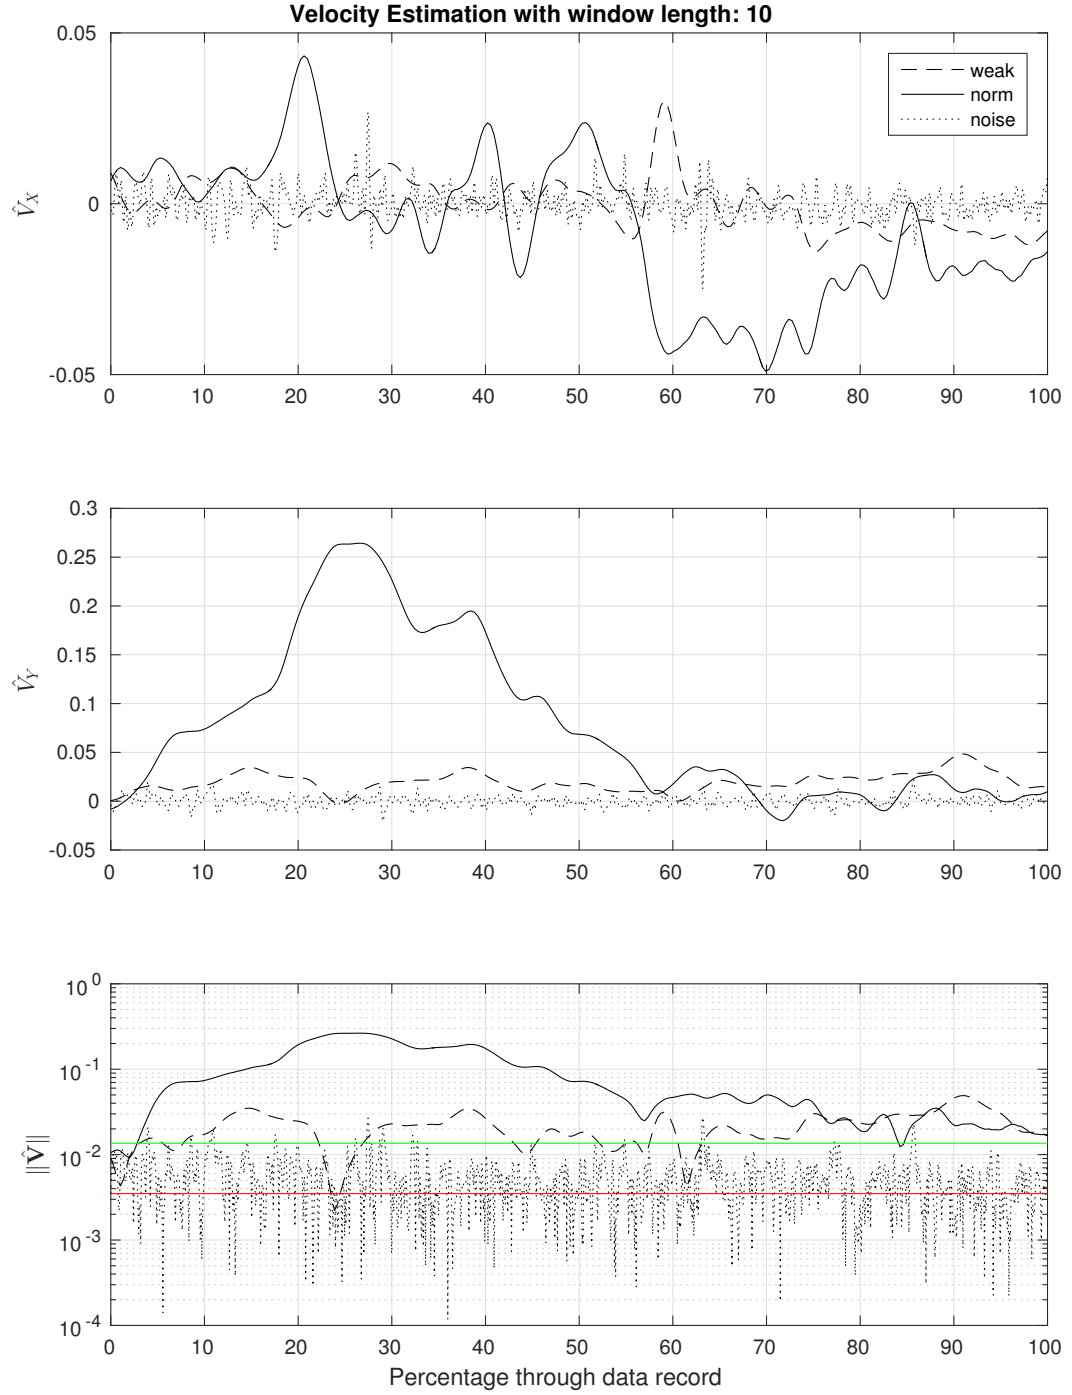 Velocity Estimation with window length: 10
0.05
weak
norm
noise
V̂_X
0
-0.05
0 10 20 30 40 50 60 70 80 90 100
0.3
0.25
0.2
0.15
V̂_Y
0.1
0.05
0
-0.05
0 10 20 30 40 50 60 70 80 90 100
10^0
10^-1
‖V̂‖
10^-2
10^-3
10^-4
0 10 20 30 40 50 60 70 80 90 100
Percentage through data record